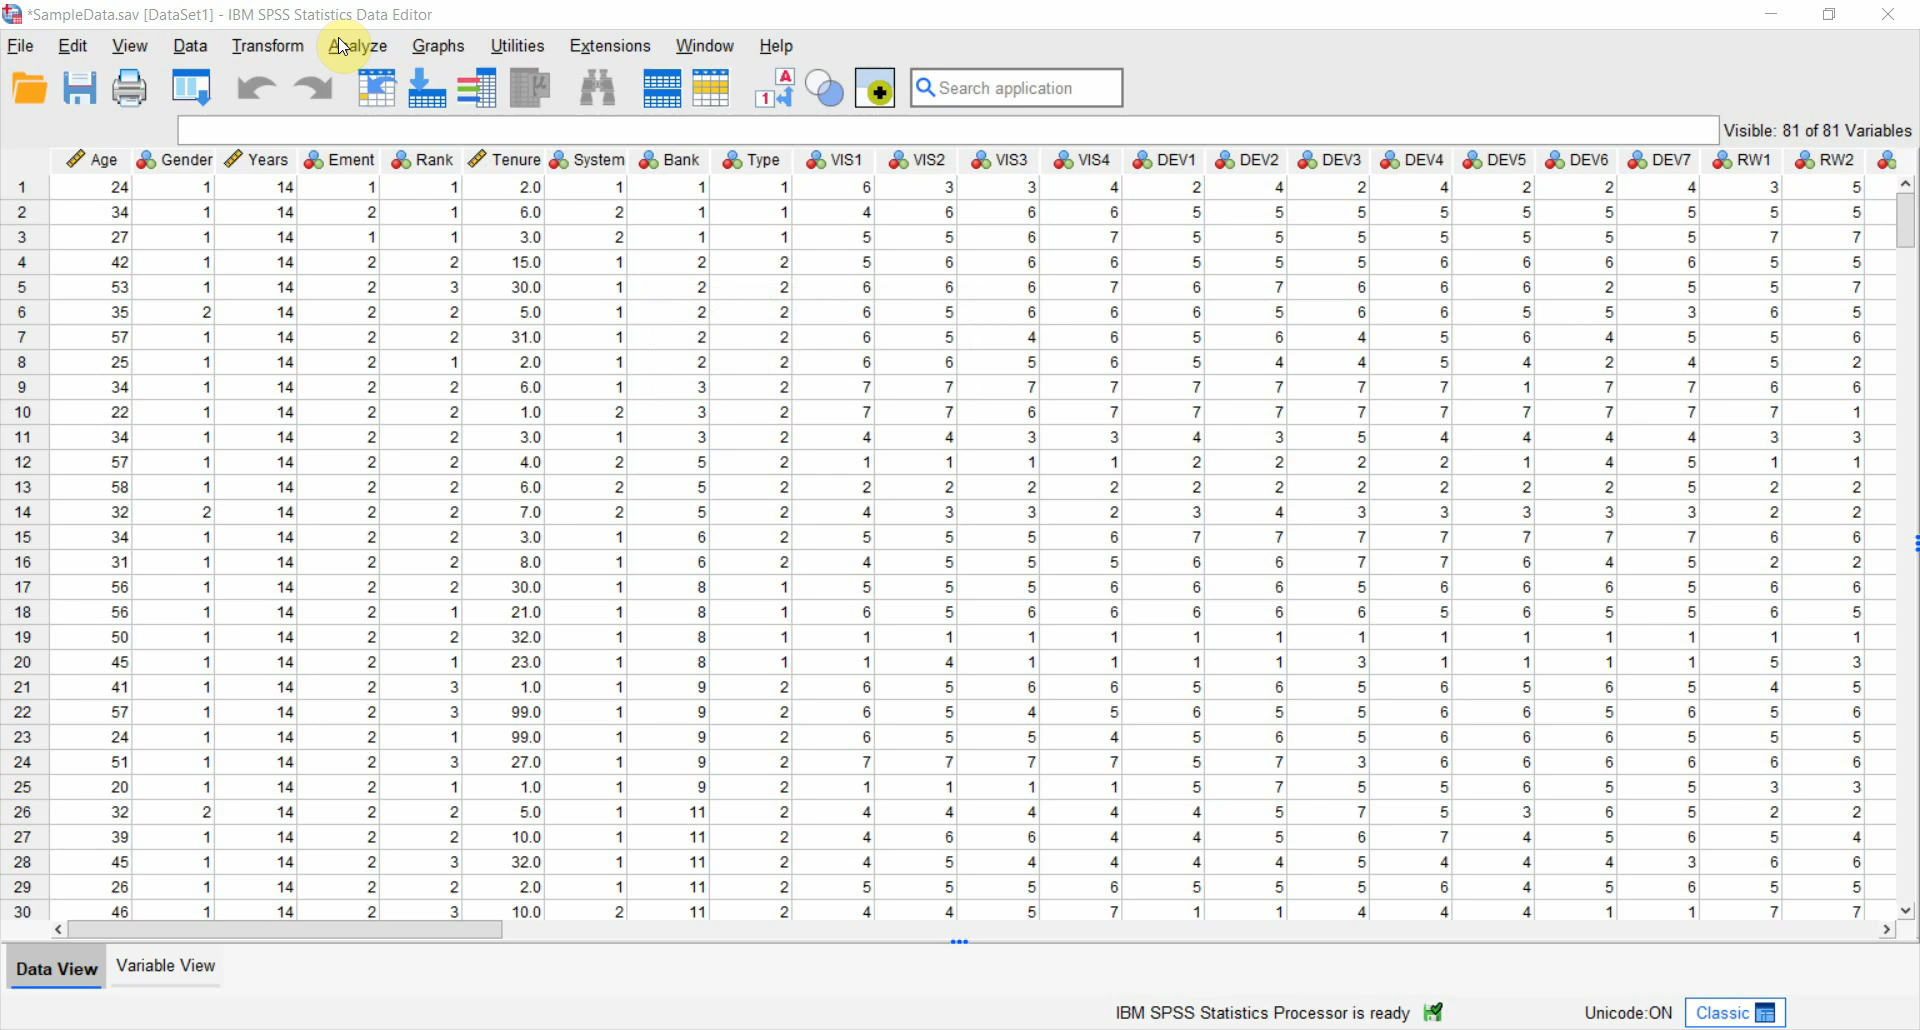 *SampleData.sav [DataSet1] - IBM SPSS Statistics Data Editor
File Edit View Data Transform Analyze Graphs Utilities Extensions Window Help
Search application
Visible: 81 of 81 Variables
Age Gender Years Ement Rank Tenure System Bank Type VIS1 VIS2 VIS3 VIS4 DEV1 DEV2 DEV3 DEV4 DEV5 DEV6 DEV7 RW1 RW2
1 24 1 14 1 1 2.0 1 1 1 6 3 3 4 2 4 2 4 2 2 4 3 5
2 34 1 14 2 1 6.0 2 1 1 4 6 6 6 5 5 5 5 5 5 5 5 5
3 27 1 14 1 1 3.0 2 1 1 5 5 6 7 5 5 5 5 5 5 5 7 7
4 42 1 14 2 2 15.0 1 2 2 5 6 6 6 5 5 5 6 6 6 6 5 5
5 53 1 14 2 3 30.0 1 2 2 6 6 6 7 6 7 6 6 6 2 5 5 7
6 35 2 14 2 2 5.0 1 2 2 6 5 6 6 6 5 6 6 5 5 3 6 5
7 57 1 14 2 2 31.0 1 2 2 6 5 4 6 5 6 4 5 6 4 5 5 6
8 25 1 14 2 1 2.0 1 2 2 6 6 5 6 5 4 4 5 4 2 4 5 2
9 34 1 14 2 2 6.0 1 3 2 7 7 7 7 7 7 7 7 1 7 7 6 6
10 22 1 14 2 2 1.0 2 3 2 7 7 6 7 7 7 7 7 7 7 7 7 1
11 34 1 14 2 2 3.0 1 3 2 4 4 3 3 4 3 5 4 4 4 4 3 3
12 57 1 14 2 2 4.0 2 5 2 1 1 1 1 2 2 2 2 1 4 5 1 1
13 58 1 14 2 2 6.0 2 5 2 2 2 2 2 2 2 2 2 2 2 5 2 2
14 32 2 14 2 2 7.0 2 5 2 4 3 3 2 3 4 3 3 3 3 3 2 2
15 34 1 14 2 2 3.0 1 6 2 5 5 5 6 7 7 7 7 7 7 7 6 6
16 31 1 14 2 2 8.0 1 6 2 4 5 5 5 6 6 7 7 6 4 5 2 2
17 56 1 14 2 2 30.0 1 8 1 5 5 5 6 6 6 5 6 6 5 5 6 6
18 56 1 14 2 1 21.0 1 8 1 6 5 6 6 6 6 6 5 6 5 5 6 5
19 50 1 14 2 2 32.0 1 8 1 1 1 1 1 1 1 1 1 1 1 1 1 1
20 45 1 14 2 1 23.0 1 8 1 1 4 1 1 1 1 3 1 1 1 1 5 3
21 41 1 14 2 3 1.0 1 9 2 6 5 6 6 5 6 5 6 5 6 5 4 5
22 57 1 14 2 3 99.0 1 9 2 6 5 4 5 6 5 5 6 6 5 6 5 6
23 24 1 14 2 1 99.0 1 9 2 6 5 5 4 5 6 5 6 6 6 5 5 5
24 51 1 14 2 3 27.0 1 9 2 7 7 7 7 5 7 3 6 6 6 6 6 6
25 20 1 14 2 1 1.0 1 9 2 1 1 1 1 5 7 5 5 6 5 5 3 3
26 32 2 14 2 2 5.0 1 11 2 4 4 4 4 4 5 7 5 3 6 5 2 2
27 39 1 14 2 2 10.0 1 11 2 4 6 6 4 4 5 6 7 4 5 6 5 4
28 45 1 14 2 3 32.0 1 11 2 4 5 4 4 4 4 5 4 4 4 3 6 6
29 26 1 14 2 2 2.0 1 11 2 5 5 5 6 5 5 5 6 4 5 6 5 5
30 46 1 14 2 3 10.0 2 11 2 4 4 5 7 1 1 4 4 4 1 1 7 7
Data View Variable View
IBM SPSS Statistics Processor is ready Unicode:ON Classic